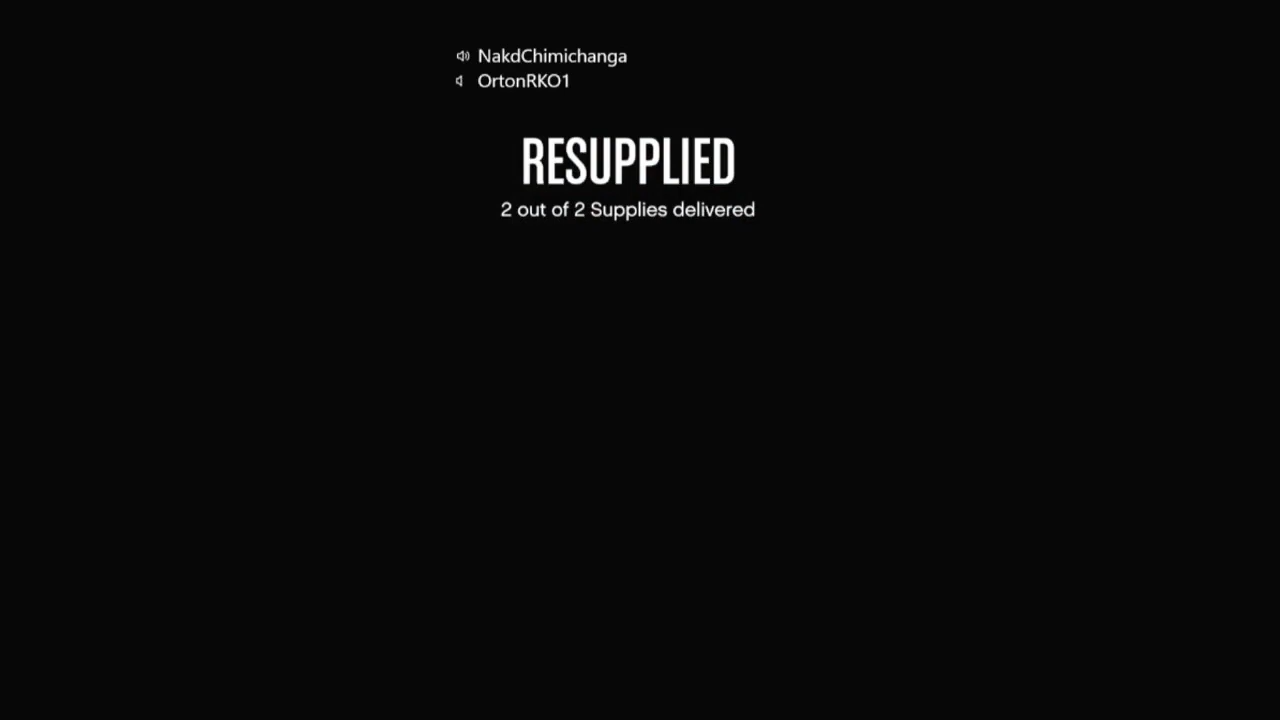 NakdChimichanga
OrtonRKO1
RESUPPLIED
2 out of 2 Supplies delivered